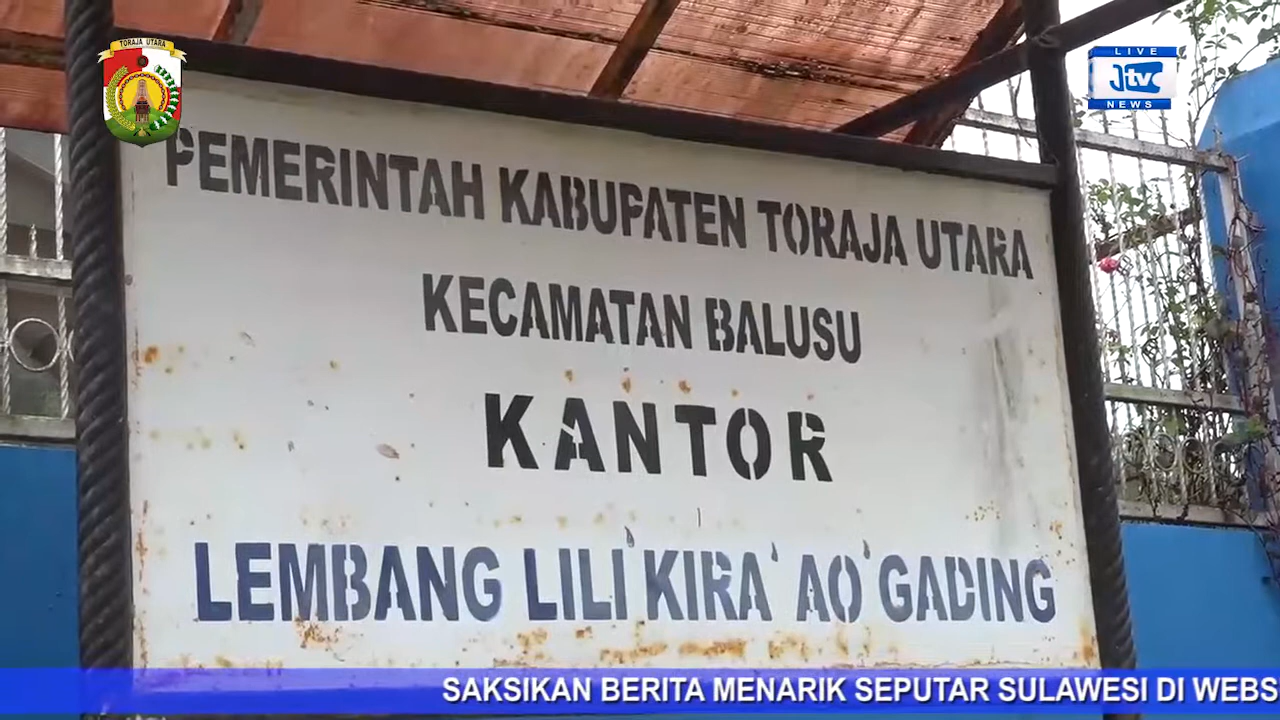 TORAJA UTARA
LIVE
Jtv
NEWS
PEMERINTAH KABUPATEN TORAJA UTARA
KECAMATAN BALUSU
KANTOR
LEMBANG LILI'KIRA' AO'GADING
SAKSIKAN BERITA MENARIK SEPUTAR SULAWESI DI WEBS